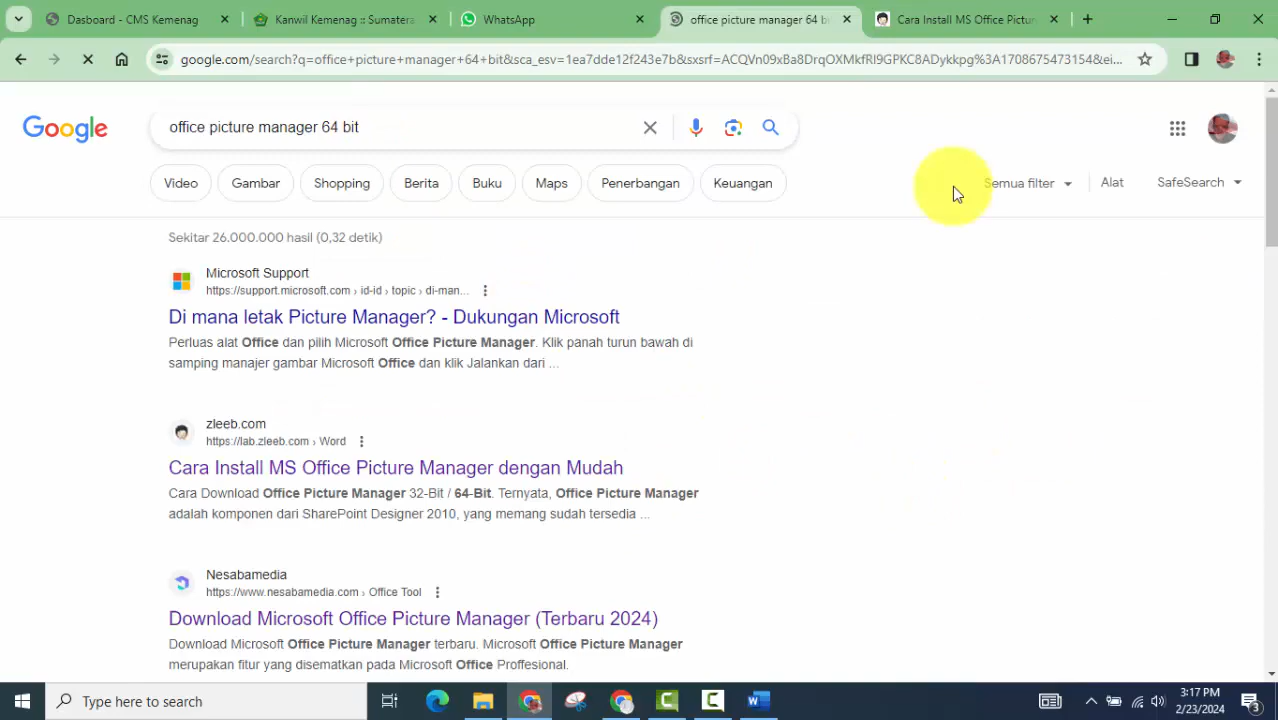 Dasboard - CMS Kemenag
Kanwil Kemenag :: Sumatera
WhatsApp
office picture manager 64 b
Cara Install MS Office Pictur
google.com/search?q=office+picture+manager+64+bit&sca_esv=1ea7dde12f243e7b&sxsrf=ACQVn09xBa8DrqOXMkfRl9GPKC8ADykkpg%3A1708675473154&ei...
Google
office picture manager 64 bit
Video
Gambar
Shopping
Berita
Buku
Maps
Penerbangan
Keuangan
Semua filter
Alat
SafeSearch
Sekitar 26.000.000 hasil (0,32 detik)
Microsoft Support
https://support.microsoft.com › id-id › topic › di-man...
Di mana letak Picture Manager? - Dukungan Microsoft
Perluas alat Office dan pilih Microsoft Office Picture Manager. Klik panah turun bawah di
samping manajer gambar Microsoft Office dan klik Jalankan dari ...
zleeb.com
https://lab.zleeb.com › Word
Cara Install MS Office Picture Manager dengan Mudah
Cara Download Office Picture Manager 32-Bit / 64-Bit. Ternyata, Office Picture Manager
adalah komponen dari SharePoint Designer 2010, yang memang sudah tersedia ...
Nesabamedia
https://www.nesabamedia.com › Office Tool
Download Microsoft Office Picture Manager (Terbaru 2024)
Download Microsoft Office Picture Manager terbaru. Microsoft Office Picture Manager
merupakan fitur yang disematkan pada Microsoft Office Proffesional.
Type here to search
3:17 PM
2/23/2024
3